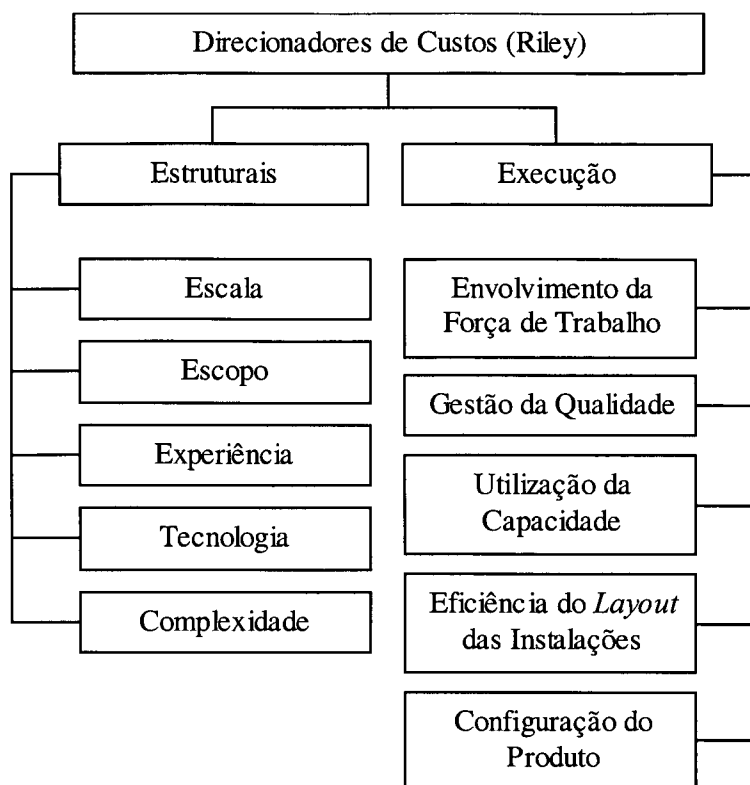 Direcionadores de Custos (Riley)
Estruturais
Escala
Escopo
Experiência
Tecnologia
Complexidade
Execução
Envolvimento da
Força de Trabalho
Gestão da Qualidade
Utilização da
Capacidade
Eficiência do Layout
das Instalações
Configuração do
Produto